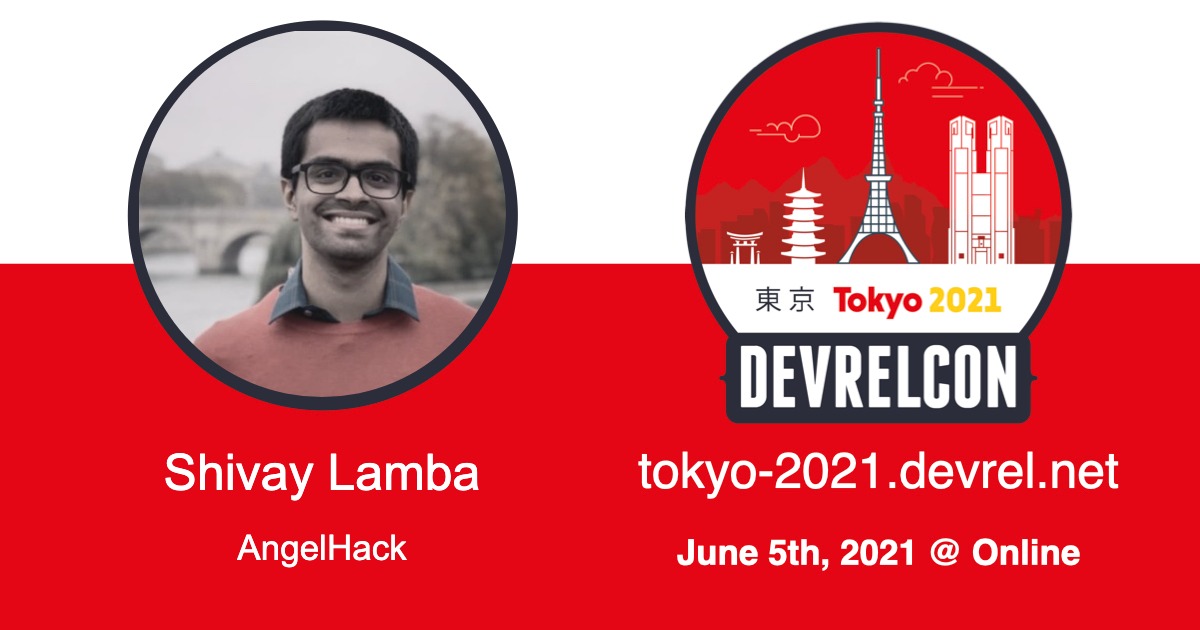 東京 Tokyo 2021
DEVRELCON
Shivay Lamba
AngelHack
tokyo-2021.devrel.net
June 5th, 2021 @ Online